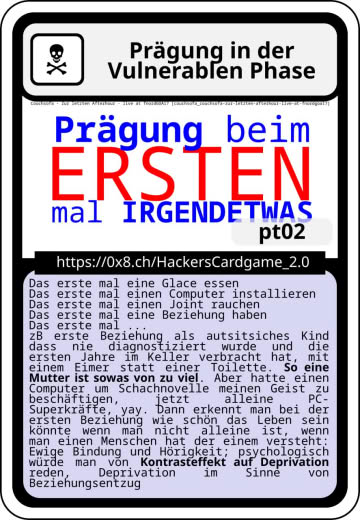 Prägung in der
Vulnerablen Phase
Prägung beim
ERSTEN
mal IRGENDETWAS
pt02
https://0x8.ch/HackersCardgame_2.0
Das erste mal eine Glace essen
Das erste mal einen Computer installieren
Das erste mal einen Joint rauchen
Das erste mal eine Beziehung haben
Das erste mal ...
zB erste Beziehung als autsitsiches Kind
dass nie diagnostiziert wurde und die
ersten Jahre im Keller verbracht hat, mit
einem Eimer statt einer Toilette. So eine
Mutter ist sowas von zu viel. Aber hatte einen
Computer um Schachnovelle meinen Geist zu
beschäftigen, jetzt alleine PC-
Superkräfte, yay. Dann erkennt man bei der
ersten Beziehung wie schön das Leben sein
könnte wenn man nicht alleine ist, wenn
man einen Menschen hat der einem versteht:
Ewige Bindung und Hörigkeit; psychologisch
würde man von Kontrasteffekt auf Deprivation
reden, Deprivation im Sinne von
Beziehungsentzug